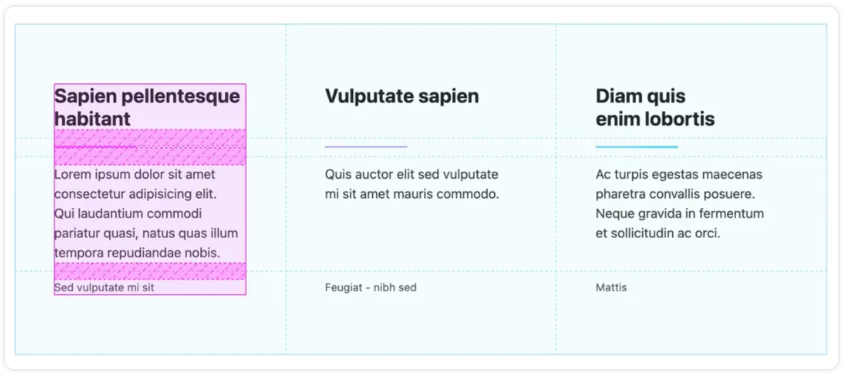 Sapien pellentesque
habitant
Lorem ipsum dolor sit amet
consectetur adipisicing elit.
Qui laudantium commodi
pariatur quasi, natus quas illum
tempora repudiandae nobis.
Sed vulputate mi sit
Vulputate sapien
Quis auctor elit sed vulputate
mi sit amet mauris commodo.
Feugiat - nibh sed
Diam quis
enim lobortis
Ac turpis egestas maecenas
pharetra convallis posuere.
Neque gravida in fermentum
et sollicitudin ac orci.
Mattis